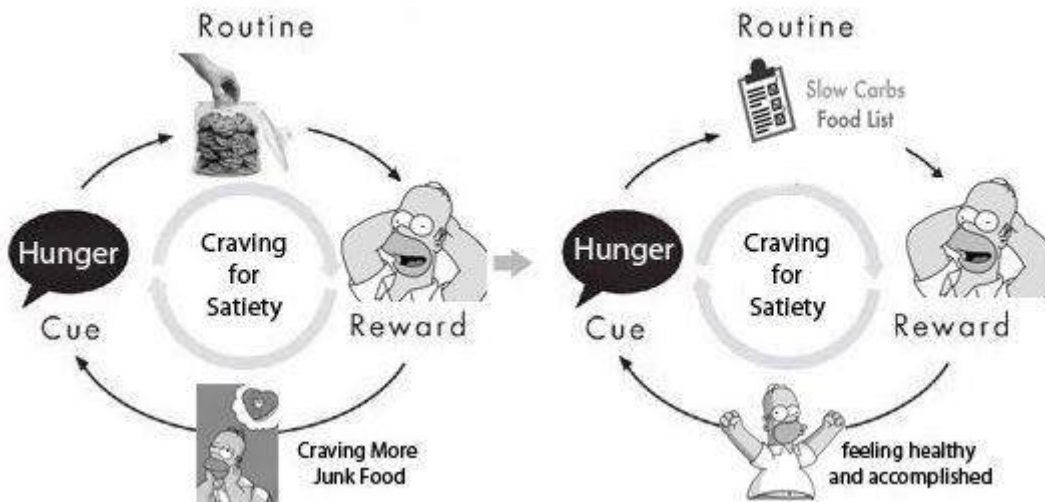 Routine
Hunger
Craving
for
Satiety
Cue
Reward
Craving More
Junk Food
Routine
Slow Carbs
Food List
Hunger
Craving
for
Satiety
Cue
Reward
feeling healthy
and accomplished